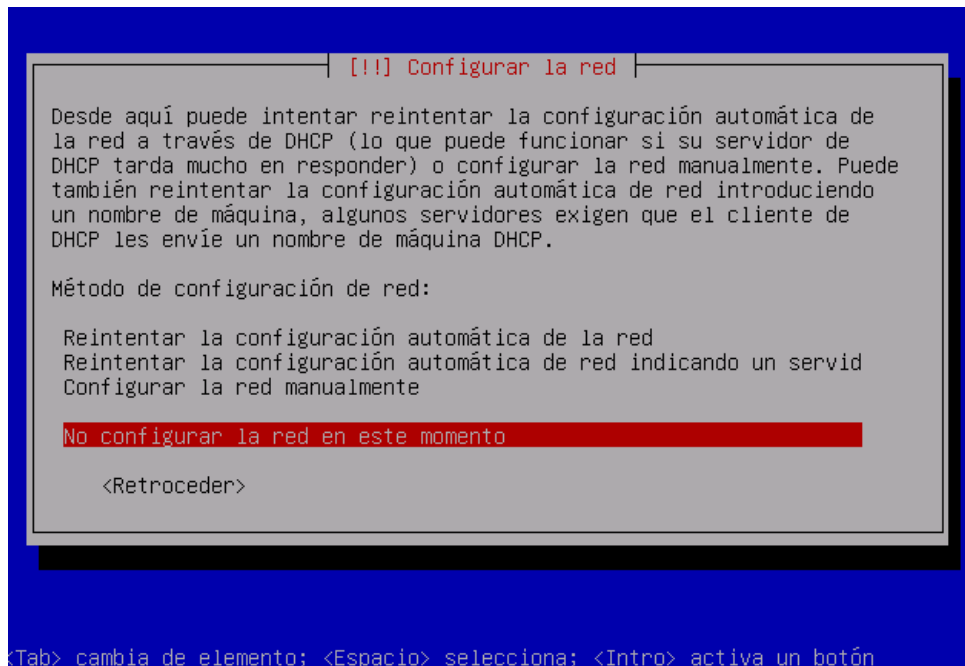 [!!] Configurar la red
Desde aquí puede intentar reintentar la configuración automática de
la red a través de DHCP (lo que puede funcionar si su servidor de
DHCP tarda mucho en responder) o configurar la red manualmente. Puede
también reintentar la configuración automática de red introduciendo
un nombre de máquina, algunos servidores exigen que el cliente de
DHCP les envíe un nombre de máquina DHCP.
Método de configuración de red:
Reintentar la configuración automática de la red
Reintentar la configuración automática de red indicando un servid
Configurar la red manualmente
No configurar la red en este momento
<Retroceder>
<Tab> cambia de elemento; <Espacio> selecciona; <Intro> activa un botón